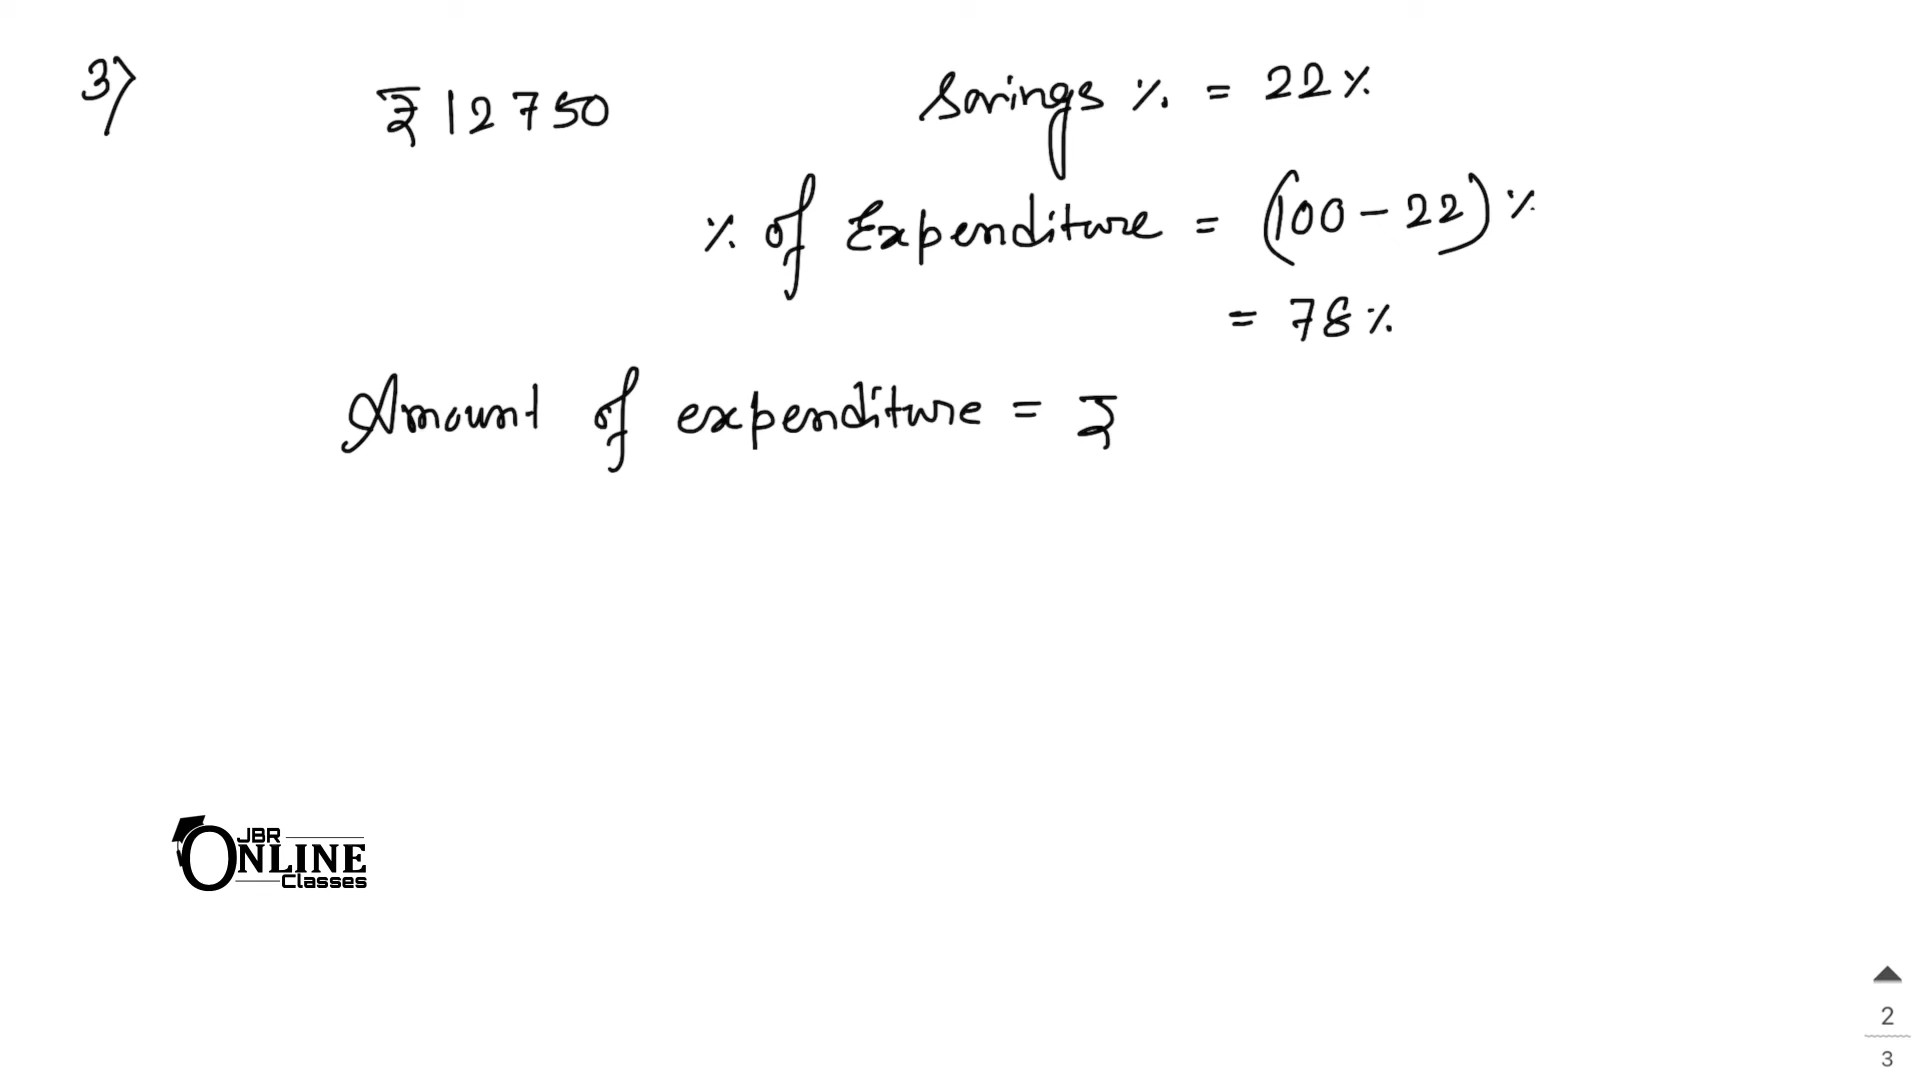 3) ₹12750 Savings % = 22%
% of Expenditure = (100 - 22)%
= 78%
Amount of expenditure = ₹
JBR
ONLINE
Classes
2
3